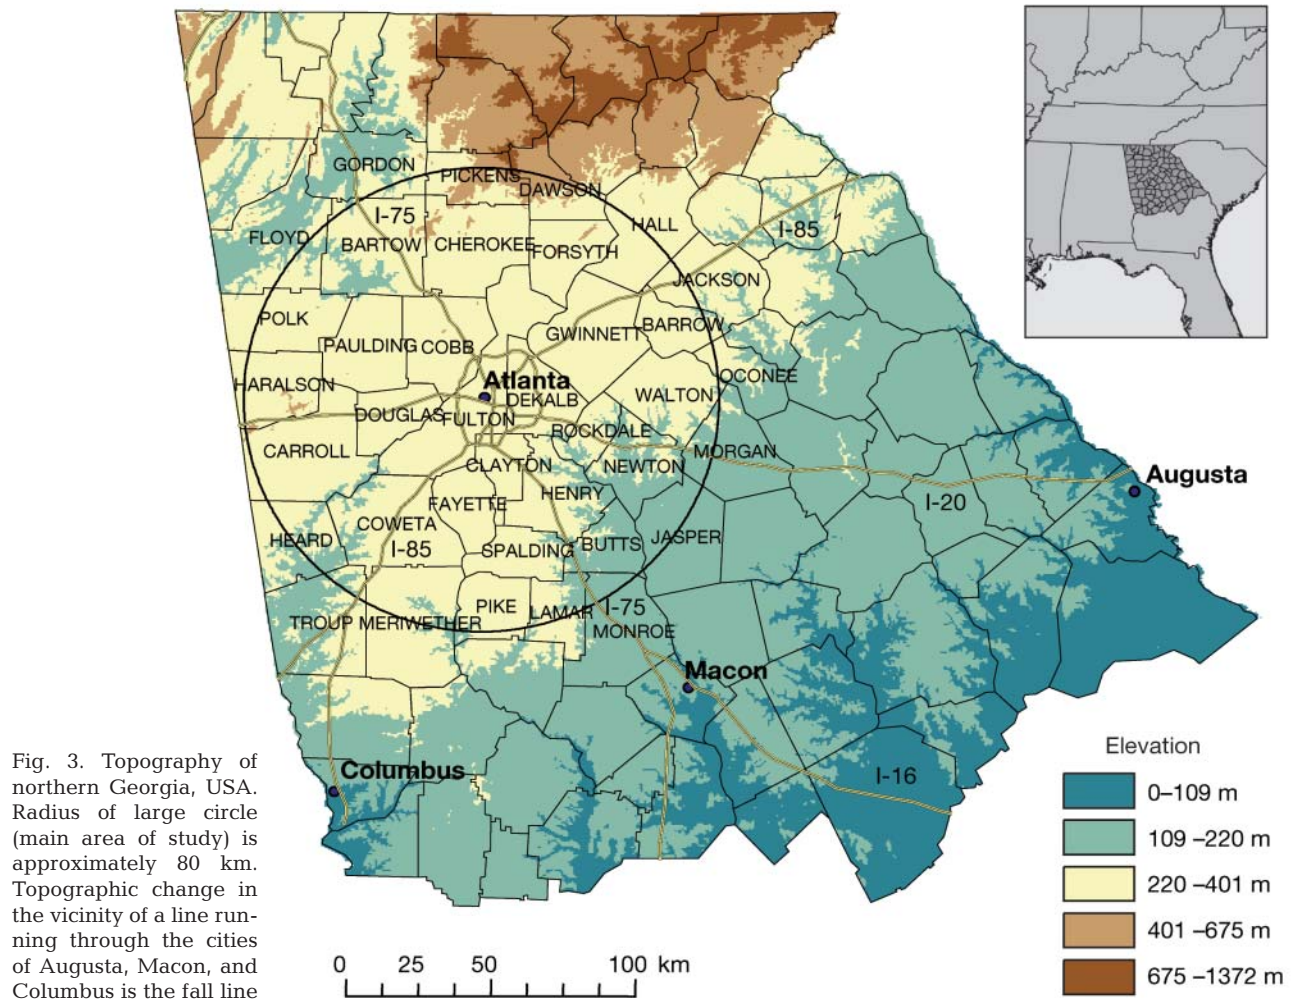 GORDON
PICKENS
DAWSON
I-75
HALL
I-85
FLOYD
BARTOW
CHEROKEE
FORSYTH
JACKSON
POLK
PAULDING
COBB
GWINNETT
BARROW
HARALSON
Atlanta
OCONEE
DEKALB
WALTON
DOUGLAS
FULTON
ROCKDALE
CARROLL
CLAYTON
NEWTON
MORGAN
Augusta
FAYETTE
HENRY
I-20
COWETA
HEARD
I-85
SPALDING
BUTTS
JASPER
PIKE
LAMAR
I-75
TROUP
MERIWETHER
MONROE
Macon
Columbus
I-16
Fig. 3. Topography of
northern Georgia, USA.
Radius of large circle
(main area of study) is
approximately 80 km.
Topographic change in
the vicinity of a line run-
ning through the cities
of Augusta, Macon, and
Columbus is the fall line
Elevation
0–109 m
109 –220 m
220 –401 m
401 –675 m
675 –1372 m
0 25 50 100 km